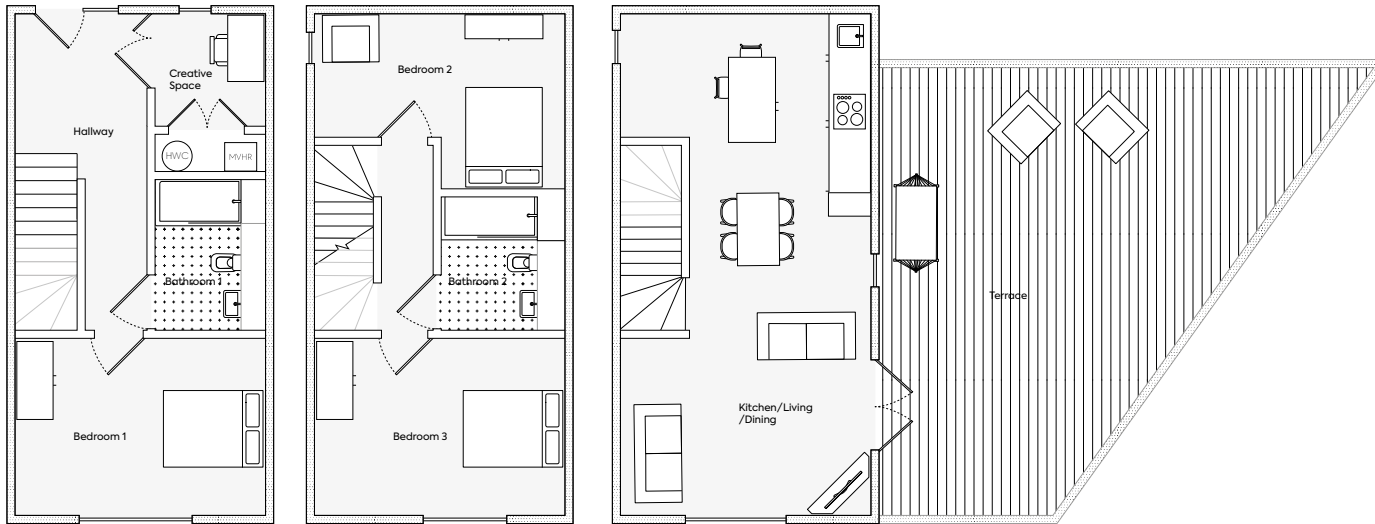 Creative
Space
Hallway
HWC
MVHR
Bathroom 1
Bedroom 1
Bedroom 2
Bathroom 2
Bedroom 3
Kitchen/Living
/Dining
Terrace